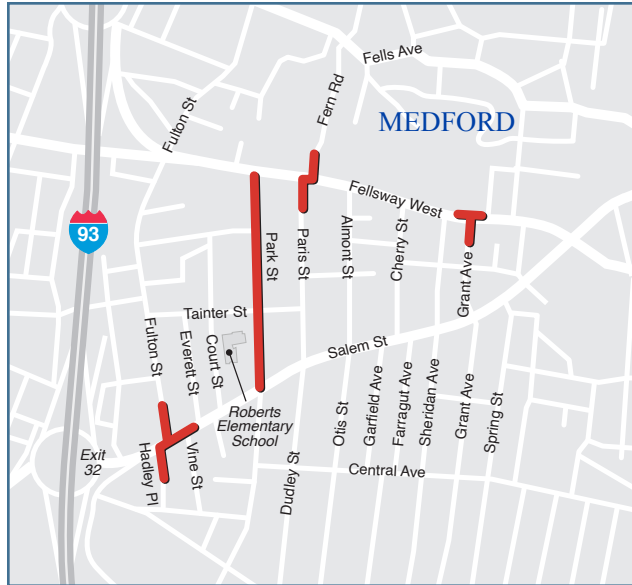 Fells Ave
Fern Rd
Fulton St
MEDFORD
Fellsway West
93
Park St
Paris St
Almont St
Cherry St
Grant Ave
Tainter St
Fulton St
Everett St
Court St
Salem St
Roberts
Elementary
School
Otis St
Garfield Ave
Farragut Ave
Sheridan Ave
Grant Ave
Spring St
Exit
32
Hadley Pl
Vine St
Dudley St
Central Ave